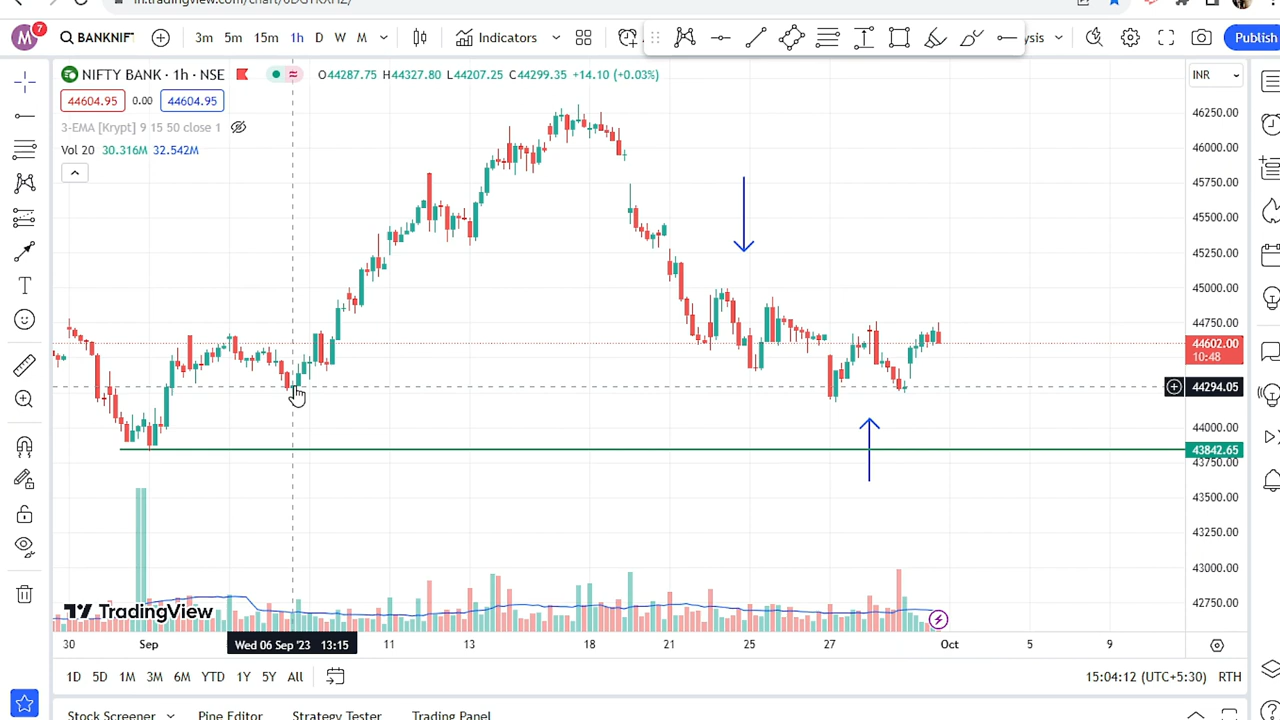 in.tradingview.com/chart/
M 7 BANKNIF 3m 5m 15m 1h D W M Indicators ysis Publish
NIFTY BANK · 1h · NSE O44287.75 H44327.80 L44207.25 C44299.35 +14.10 (+0.03%) INR
44604.95 0.00 44604.95
3-EMA [Krypt] 9 15 50 close 1
Vol 20 30.316M 32.542M
46250.00
46000.00
45750.00
45500.00
45250.00
45000.00
44750.00
44602.00
10:48
44294.05
44000.00
43842.65
43750.00
43500.00
43250.00
43000.00
42750.00
TradingView
30 Sep Wed 06 Sep '23 13:15 11 13 18 21 25 27 Oct 5 9
1D 5D 1M 3M 6M YTD 1Y 5Y All 15:04:12 (UTC+5:30) RTH
Stock Screener Pine Editor Strategy Tester Trading Panel